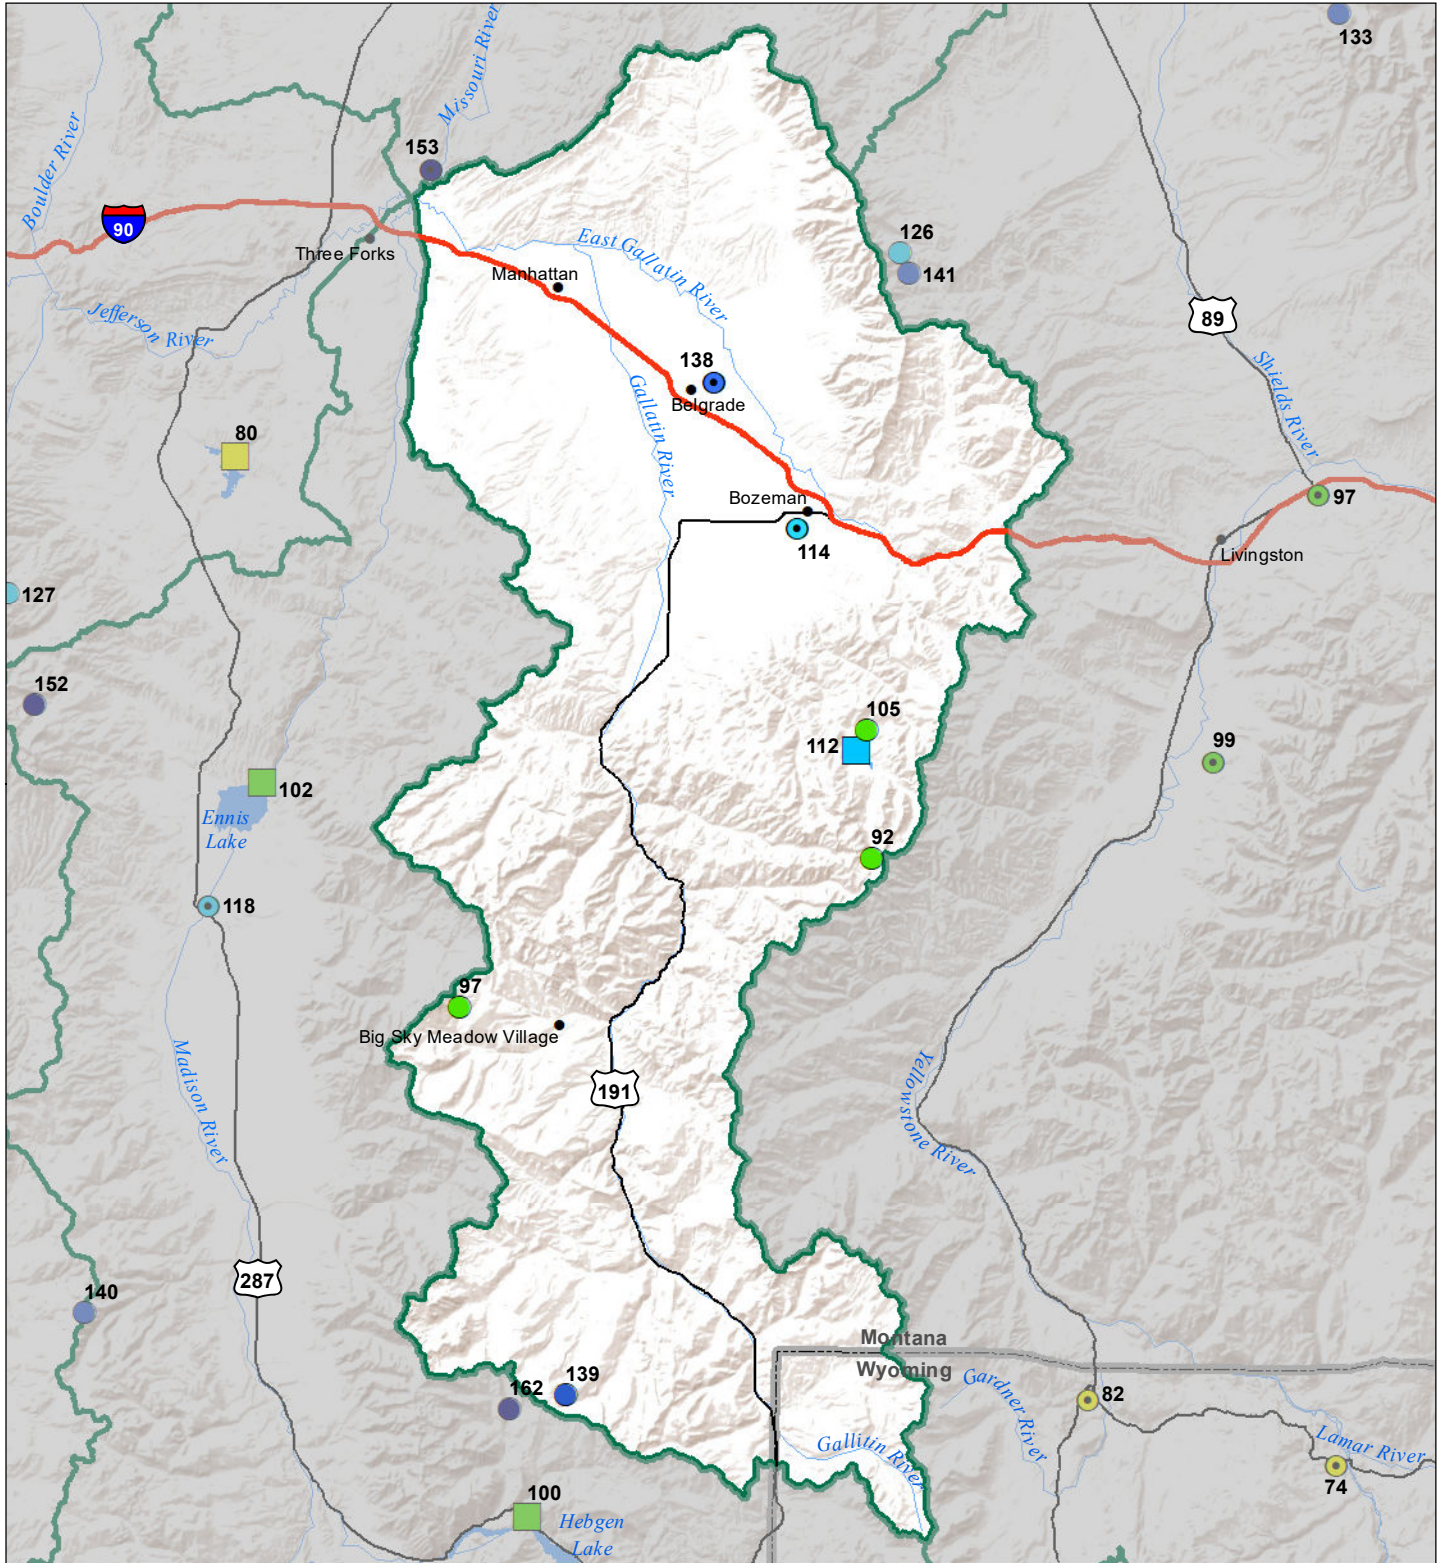 133
Missouri River
Boulder River
153
90
126
Three Forks
East Gallatin River
141
Manhattan
Jefferson River
89
138
Shields River
Belgrade
Gallatin River
80
97
Bozeman
114
Livingston
127
152
105
112
99
102
Ennis
Lake
92
118
97
Big Sky Meadow Village
Madison River
Yellowstone River
191
287
140
Montana
Wyoming
139
162
Gardner River
82
Gallitin River
Lamar River
74
100
Hebgen
Lake